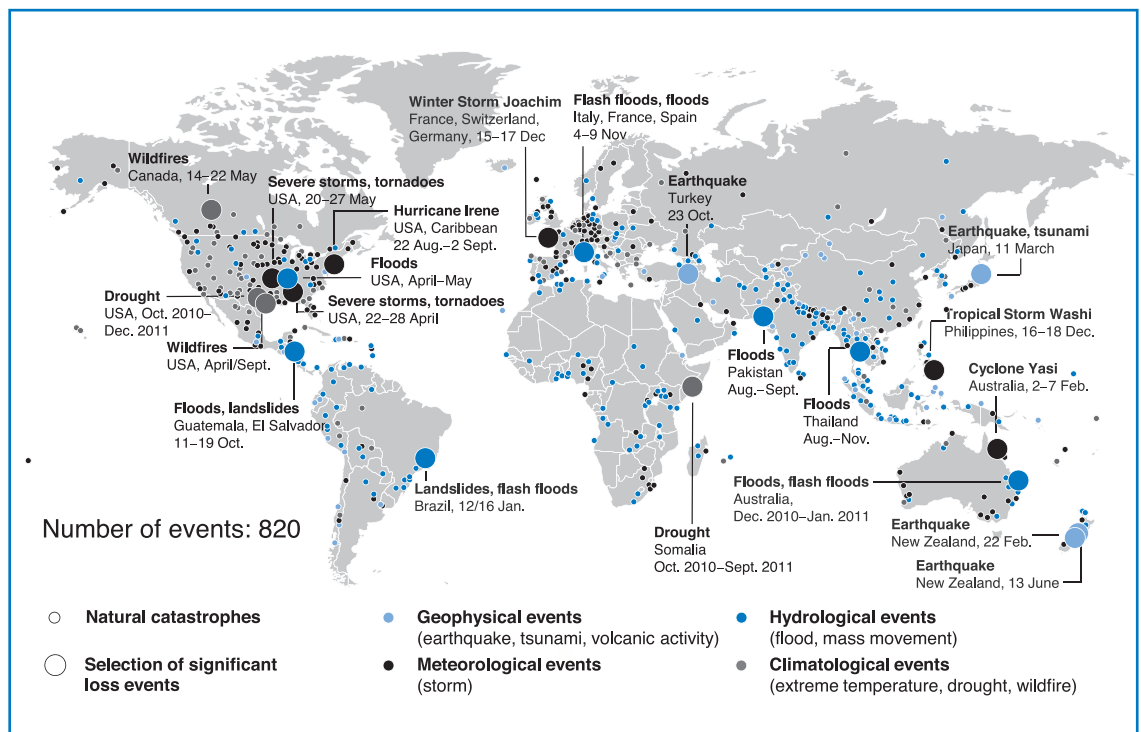 Winter Storm Joachim
France, Switzerland,
Germany, 15–17 Dec
Flash floods, floods
Italy, France, Spain
4–9 Nov
Wildfires
Canada, 14–22 May
Severe storms, tornadoes
USA, 20–27 May
Hurricane Irene
USA, Caribbean
22 Aug.–2 Sept.
Earthquake
Turkey
23 Oct.
Earthquake, tsunami
Japan, 11 March
Floods
USA, April–May
Drought
USA, Oct. 2010–
Dec. 2011
Severe storms, tornadoes
USA, 22–28 April
Tropical Storm Washi
Philippines, 16–18 Dec.
Wildfires
USA, April/Sept.
Floods
Pakistan
Aug.–Sept.
Cyclone Yasi
Australia, 2–7 Feb.
Floods, landslides
Guatemala, El Salvador
11–19 Oct.
Floods
Thailand
Aug.–Nov.
Landslides, flash floods
Brazil, 12/16 Jan.
Floods, flash floods
Australia,
Dec. 2010–Jan. 2011
Number of events: 820
Drought
Somalia
Oct. 2010–Sept. 2011
Earthquake
New Zealand, 22 Feb.
Earthquake
New Zealand, 13 June
Natural catastrophes
Selection of significant
loss events
Geophysical events
(earthquake, tsunami, volcanic activity)
Meteorological events
(storm)
Hydrological events
(flood, mass movement)
Climatological events
(extreme temperature, drought, wildfire)